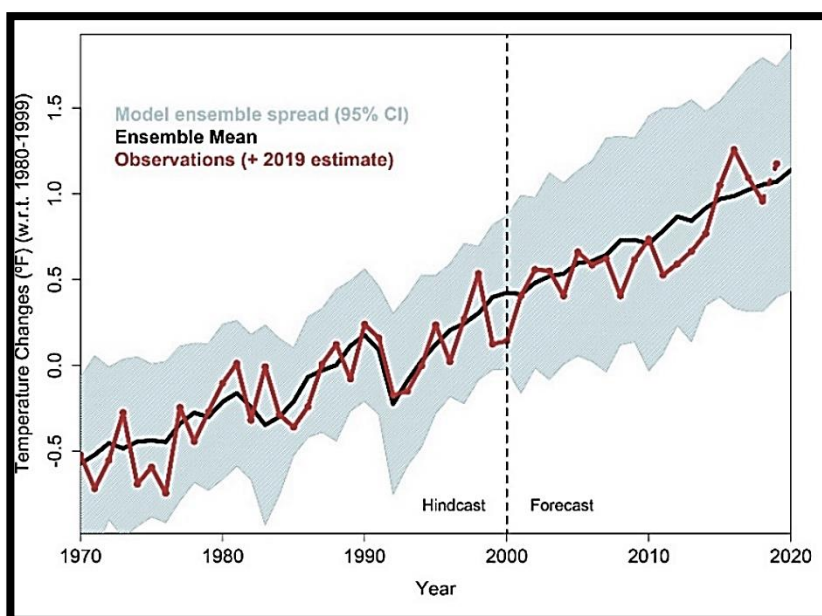 Temperature Changes (ºF) (w.r.t. 1980-1999)
1.5
1.0
0.5
0.0
-0.5
Model ensemble spread (95% CI)
Ensemble Mean
Observations (+ 2019 estimate)
Hindcast
Forecast
1970
1980
1990
2000
2010
2020
Year